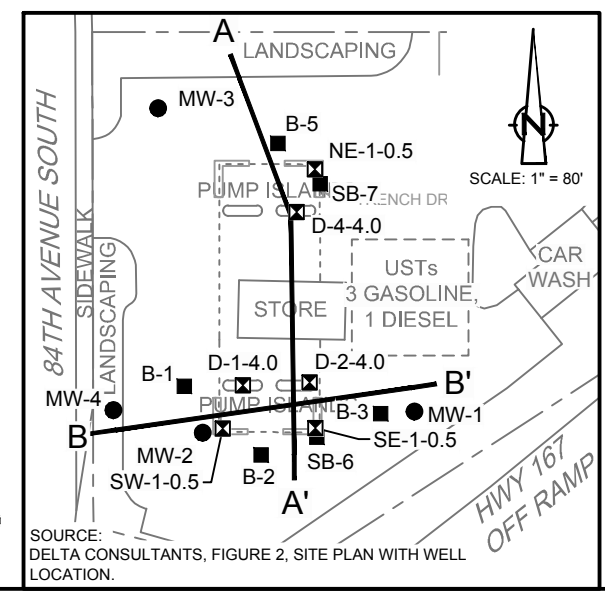 A
LANDSCAPING
MW-3
B-5
NE-1-0.5
N
SCALE: 1" = 80'
PUMP ISLAND
SB-7
TRENCH DR
D-4-4.0
84TH AVENUE SOUTH
SIDEWALK
LANDSCAPING
USTs
3 GASOLINE,
1 DIESEL
CAR
WASH
STORE
B-1
D-1-4.0
D-2-4.0
B'
MW-4
PUMP ISLAND
B-3
MW-1
B
MW-2
SE-1-0.5
SW-1-0.5
B-2
SB-6
A'
HWY 167
OFF RAMP
SOURCE:
DELTA CONSULTANTS, FIGURE 2, SITE PLAN WITH WELL
LOCATION.